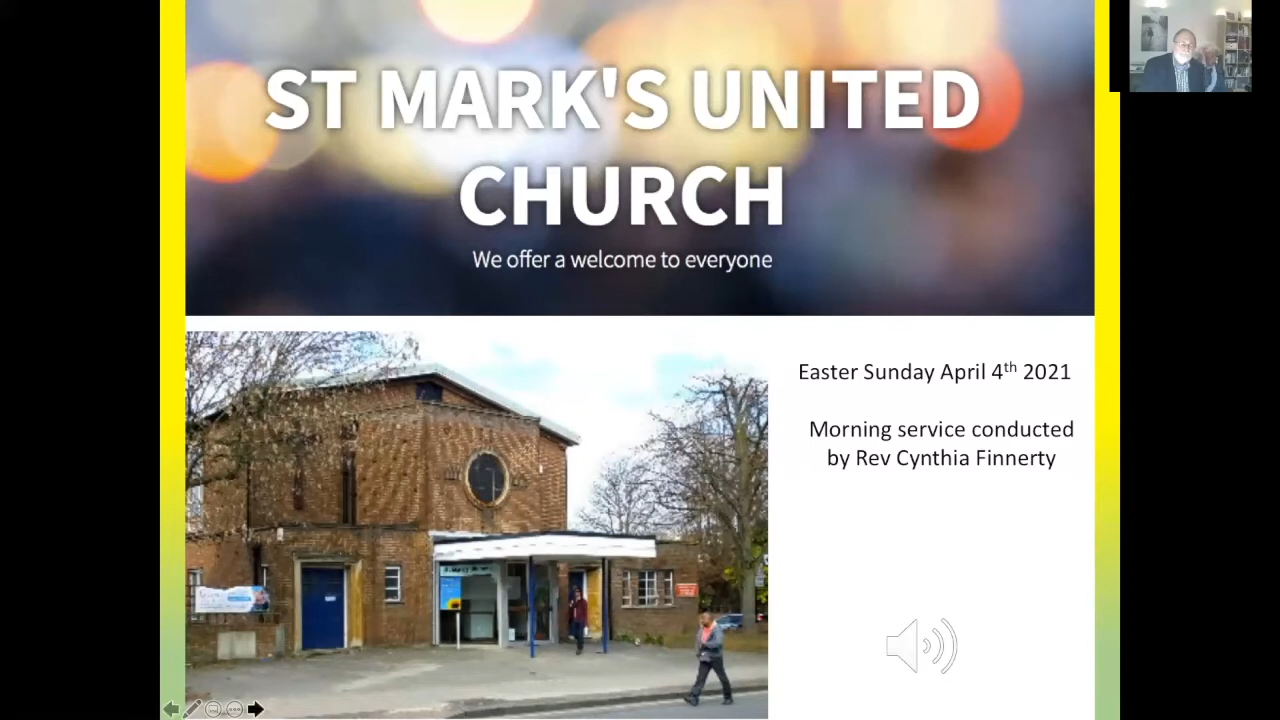 ST MARK'S UNITED
CHURCH
We offer a welcome to everyone
Easter Sunday April 4th 2021
Morning service conducted
by Rev Cynthia Finnerty